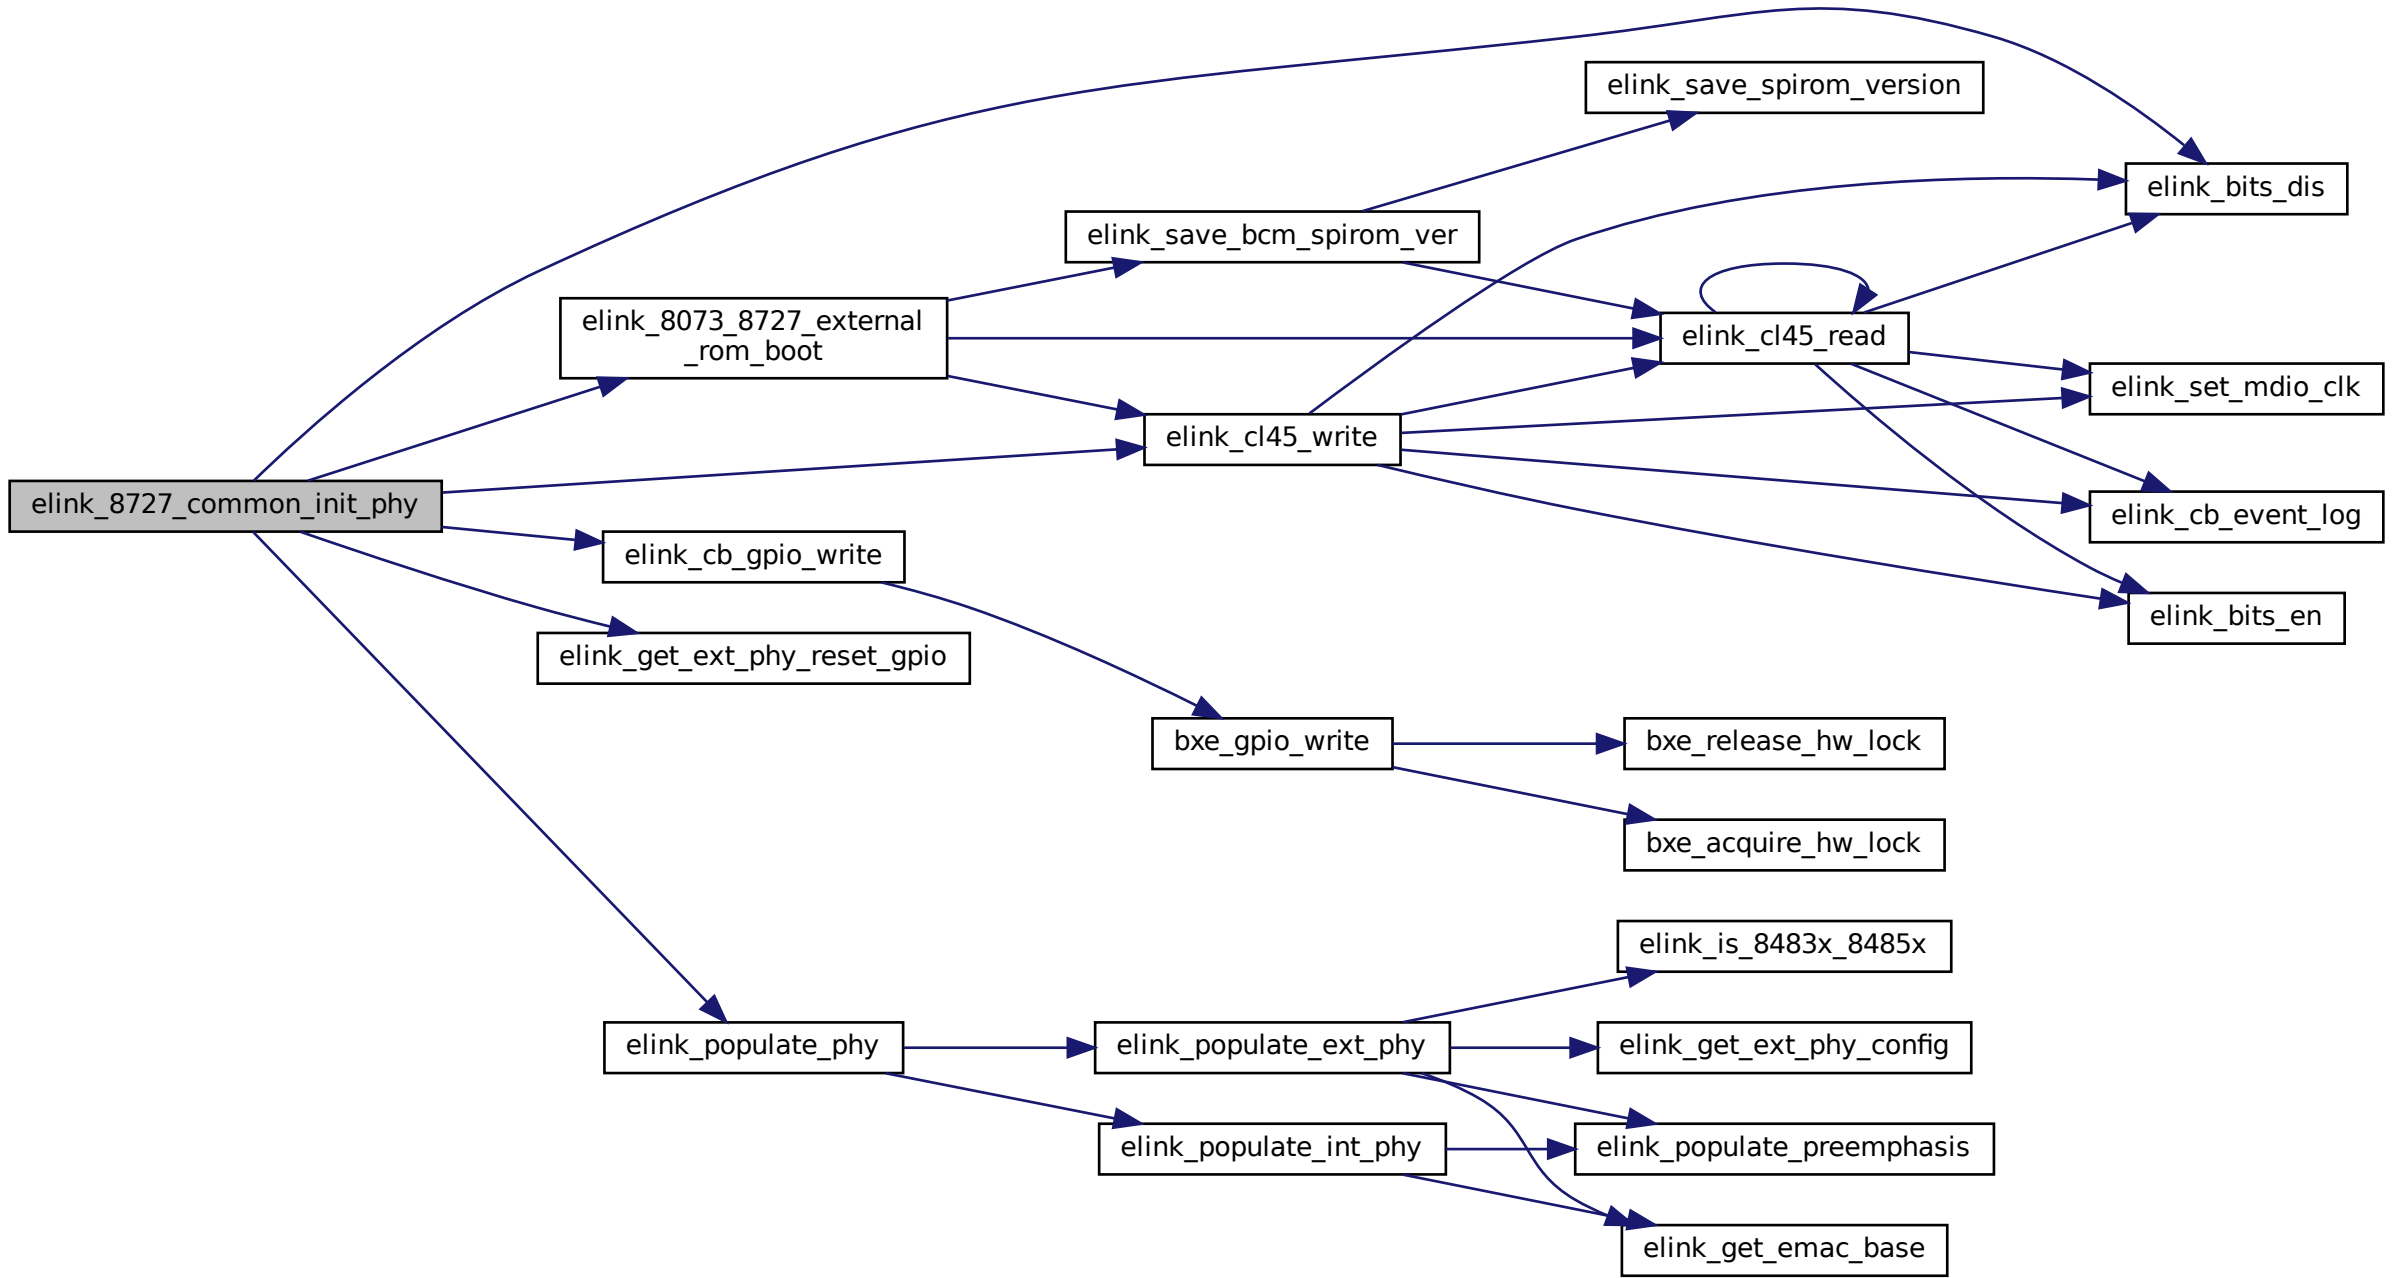 elink_save_spirom_version
elink_bits_dis
elink_save_bcm_spirom_ver
elink_8073_8727_external
_rom_boot
elink_cl45_read
elink_set_mdio_clk
elink_cl45_write
elink_8727_common_init_phy
elink_cb_event_log
elink_cb_gpio_write
elink_bits_en
elink_get_ext_phy_reset_gpio
bxe_gpio_write
bxe_release_hw_lock
bxe_acquire_hw_lock
elink_is_8483x_8485x
elink_populate_phy
elink_populate_ext_phy
elink_get_ext_phy_config
elink_populate_int_phy
elink_populate_preemphasis
elink_get_emac_base